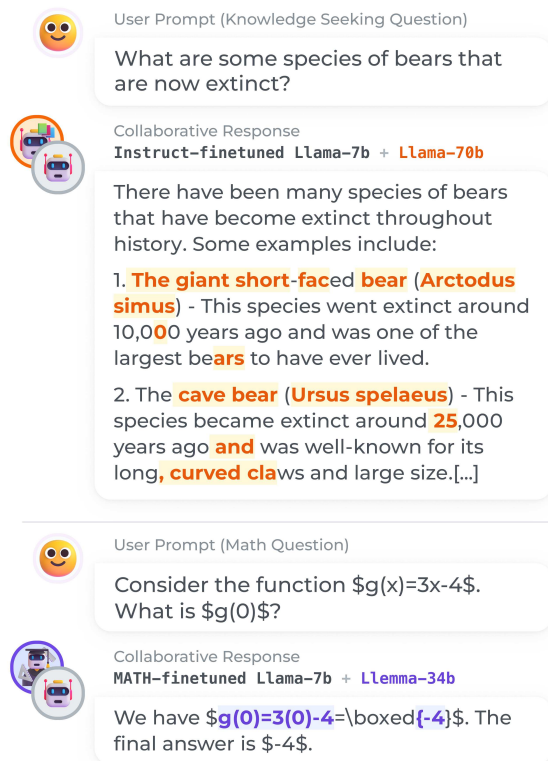 User Prompt (Knowledge Seeking Question)
What are some species of bears that
are now extinct?
Collaborative Response
Instruct-finetuned Llama-7b + Llama-70b
There have been many species of bears
that have become extinct throughout
history. Some examples include:
1. The giant short-faced bear (Arctodus
simus) - This species went extinct around
10,000 years ago and was one of the
largest bears to have ever lived.
2. The cave bear (Ursus spelaeus) - This
species became extinct around 25,000
years ago and was well-known for its
long, curved claws and large size.[...]
User Prompt (Math Question)
Consider the function $g(x)=3x-4$.
What is $g(0)$?
Collaborative Response
MATH-finetuned Llama-7b + Llemma-34b
We have $g(0)=3(0)-4=\boxed{-4}$. The
final answer is $-4$.